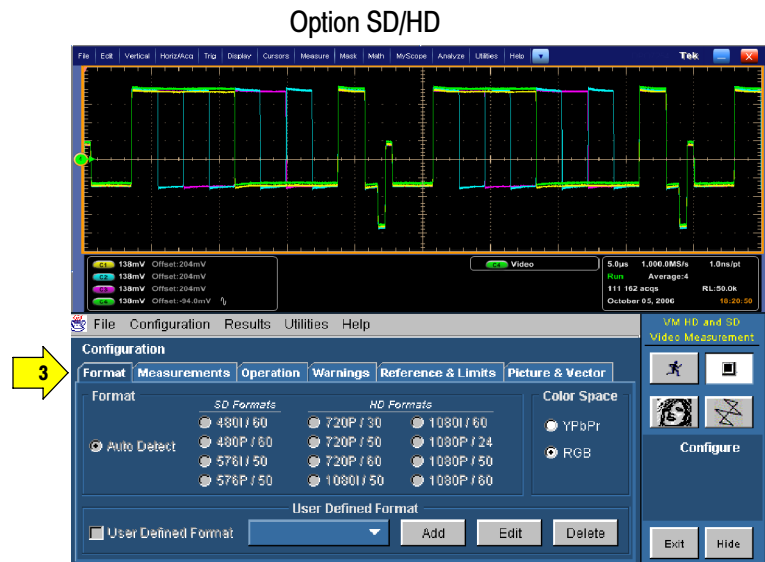 Option SD/HD
File Edit Vertical Horiz/Acq Trig Display Cursors Measure Mask Math MyScope Analyze Utilities Help Tek
C1 138mV Offset:204mV
C2 138mV Offset:204mV
C3 138mV Offset:204mV
C4 138mV Offset:-94.0mV
C4 Video
5.0µs 1,000.0MS/s 1.0ns/pt
Run Average:4
111 162 acqs RL:50.0k
October 05, 2006 16:20:50
File Configuration Results Utilities Help
VM HD and SD
Video Measurement
Configuration
3
Format Measurements Operation Warnings Reference & Limits Picture & Vector
Format
SD Formats HD Formats
Auto Detect
480I / 60 720P / 30 1080I / 60
480P / 60 720P / 50 1080P / 24
576I / 50 720P / 60 1080P / 50
576P / 50 1080I / 50 1080P / 60
Color Space
YPbPr
RGB
Configure
User Defined Format
User Defined Format Add Edit Delete
Exit Hide